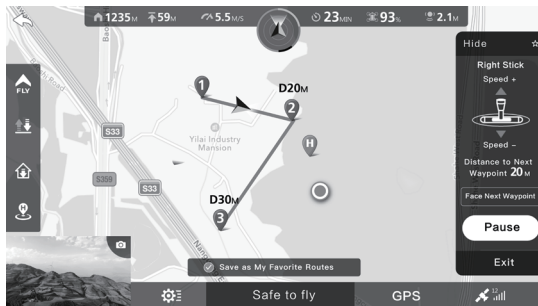 1235M 59M 5.5M/S 23MIN 93% 2.1M
Hide
Right Stick
Speed +
Speed −
Distance to Next
Waypoint 20 M
Face Next Waypoint
Pause
Exit
FLY
H
1
D20M
2
H
S33
Yilai Industry
Mansion
S359
S33
D30M
3
Save as My Favorite Routes
Safe to fly
GPS
12